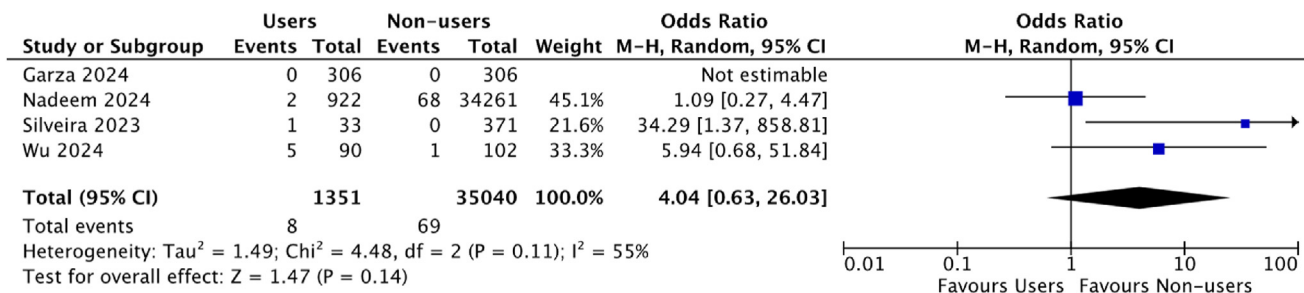 Users Non-users Odds Ratio Odds Ratio
Study or Subgroup Events Total Events Total Weight M-H, Random, 95% CI M-H, Random, 95% CI
Garza 2024 0 306 0 306 Not estimable
Nadeem 2024 2 922 68 34261 45.1% 1.09 [0.27, 4.47]
Silveira 2023 1 33 0 371 21.6% 34.29 [1.37, 858.81]
Wu 2024 5 90 1 102 33.3% 5.94 [0.68, 51.84]
Total (95% CI) 1351 35040 100.0% 4.04 [0.63, 26.03]
Total events 8 69
Heterogeneity: Tau² = 1.49; Chi² = 4.48, df = 2 (P = 0.11); I² = 55%
Test for overall effect: Z = 1.47 (P = 0.14)
0.01 0.1 1 10 100
Favours Users Favours Non-users